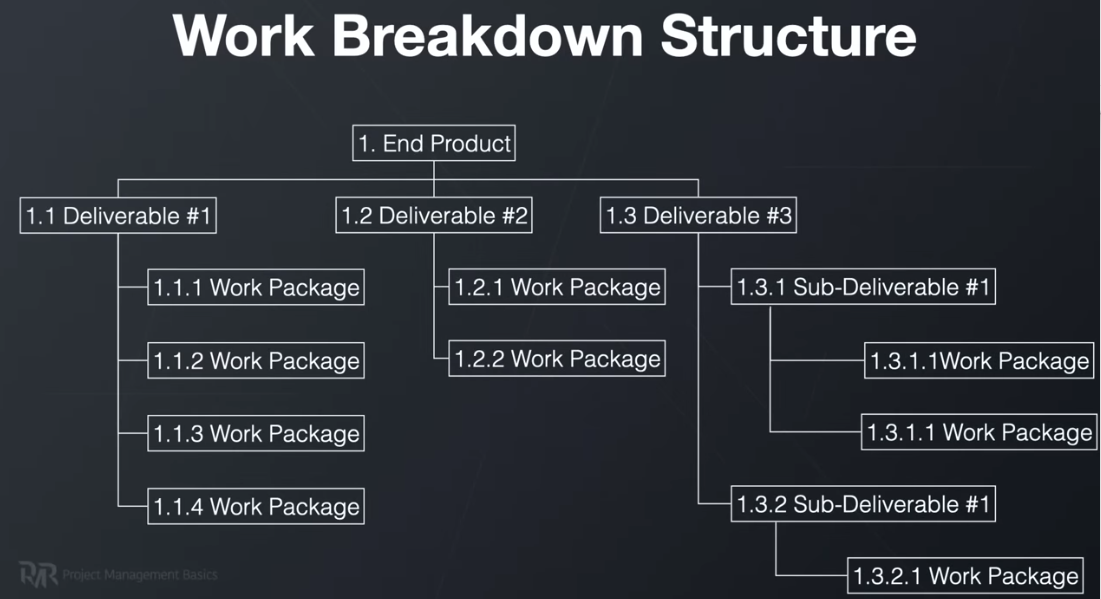 Work Breakdown Structure
1. End Product
1.1 Deliverable #1
1.2 Deliverable #2
1.3 Deliverable #3
1.1.1 Work Package
1.2.1 Work Package
1.3.1 Sub-Deliverable #1
1.1.2 Work Package
1.2.2 Work Package
1.3.1.1Work Package
1.1.3 Work Package
1.3.1.1 Work Package
1.1.4 Work Package
1.3.2 Sub-Deliverable #1
Project Management Basics
1.3.2.1 Work Package